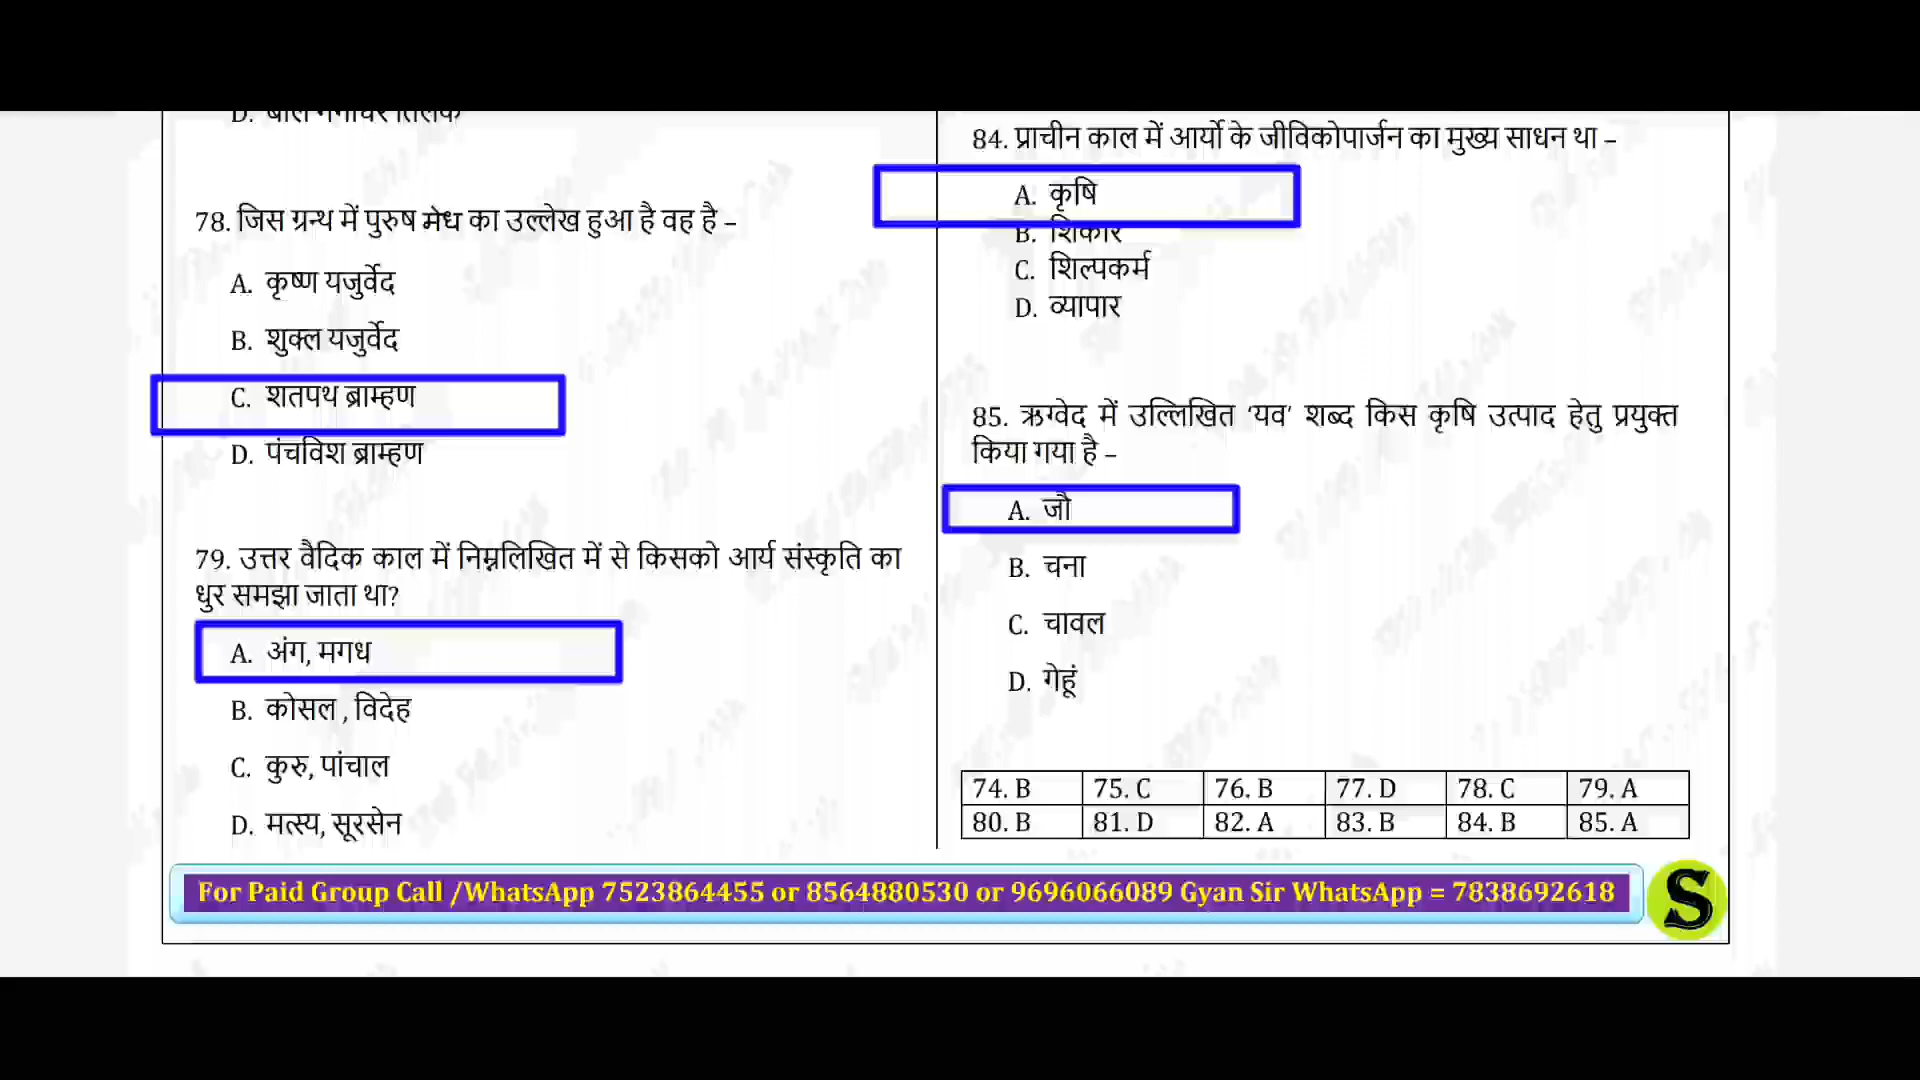 D. बाल गंगाधर तिलक
78. जिस ग्रन्थ में पुरुष मेध का उल्लेख हुआ है वह है –
A. कृष्ण यजुर्वेद
B. शुक्ल यजुर्वेद
C. शतपथ ब्राम्हण
D. पंचविश ब्राम्हण
79. उत्तर वैदिक काल में निम्नलिखित में से किसको आर्य संस्कृति का
धुर समझा जाता था?
A. अंग, मगध
B. कोसल , विदेह
C. कुरु, पांचाल
D. मत्स्य, सूरसेन
84. प्राचीन काल में आर्यो के जीविकोपार्जन का मुख्य साधन था –
A. कृषि
B. शिकार
C. शिल्पकर्म
D. व्यापार
85. ऋग्वेद में उल्लिखित ‘यव’ शब्द किस कृषि उत्पाद हेतु प्रयुक्त
किया गया है –
A. जौ
B. चना
C. चावल
D. गेहूं
74. B 75. C 76. B 77. D 78. C 79. A
80. B 81. D 82. A 83. B 84. B 85. A
For Paid Group Call /WhatsApp 7523864455 or 8564880530 or 9696066089 Gyan Sir WhatsApp = 7838692618
S